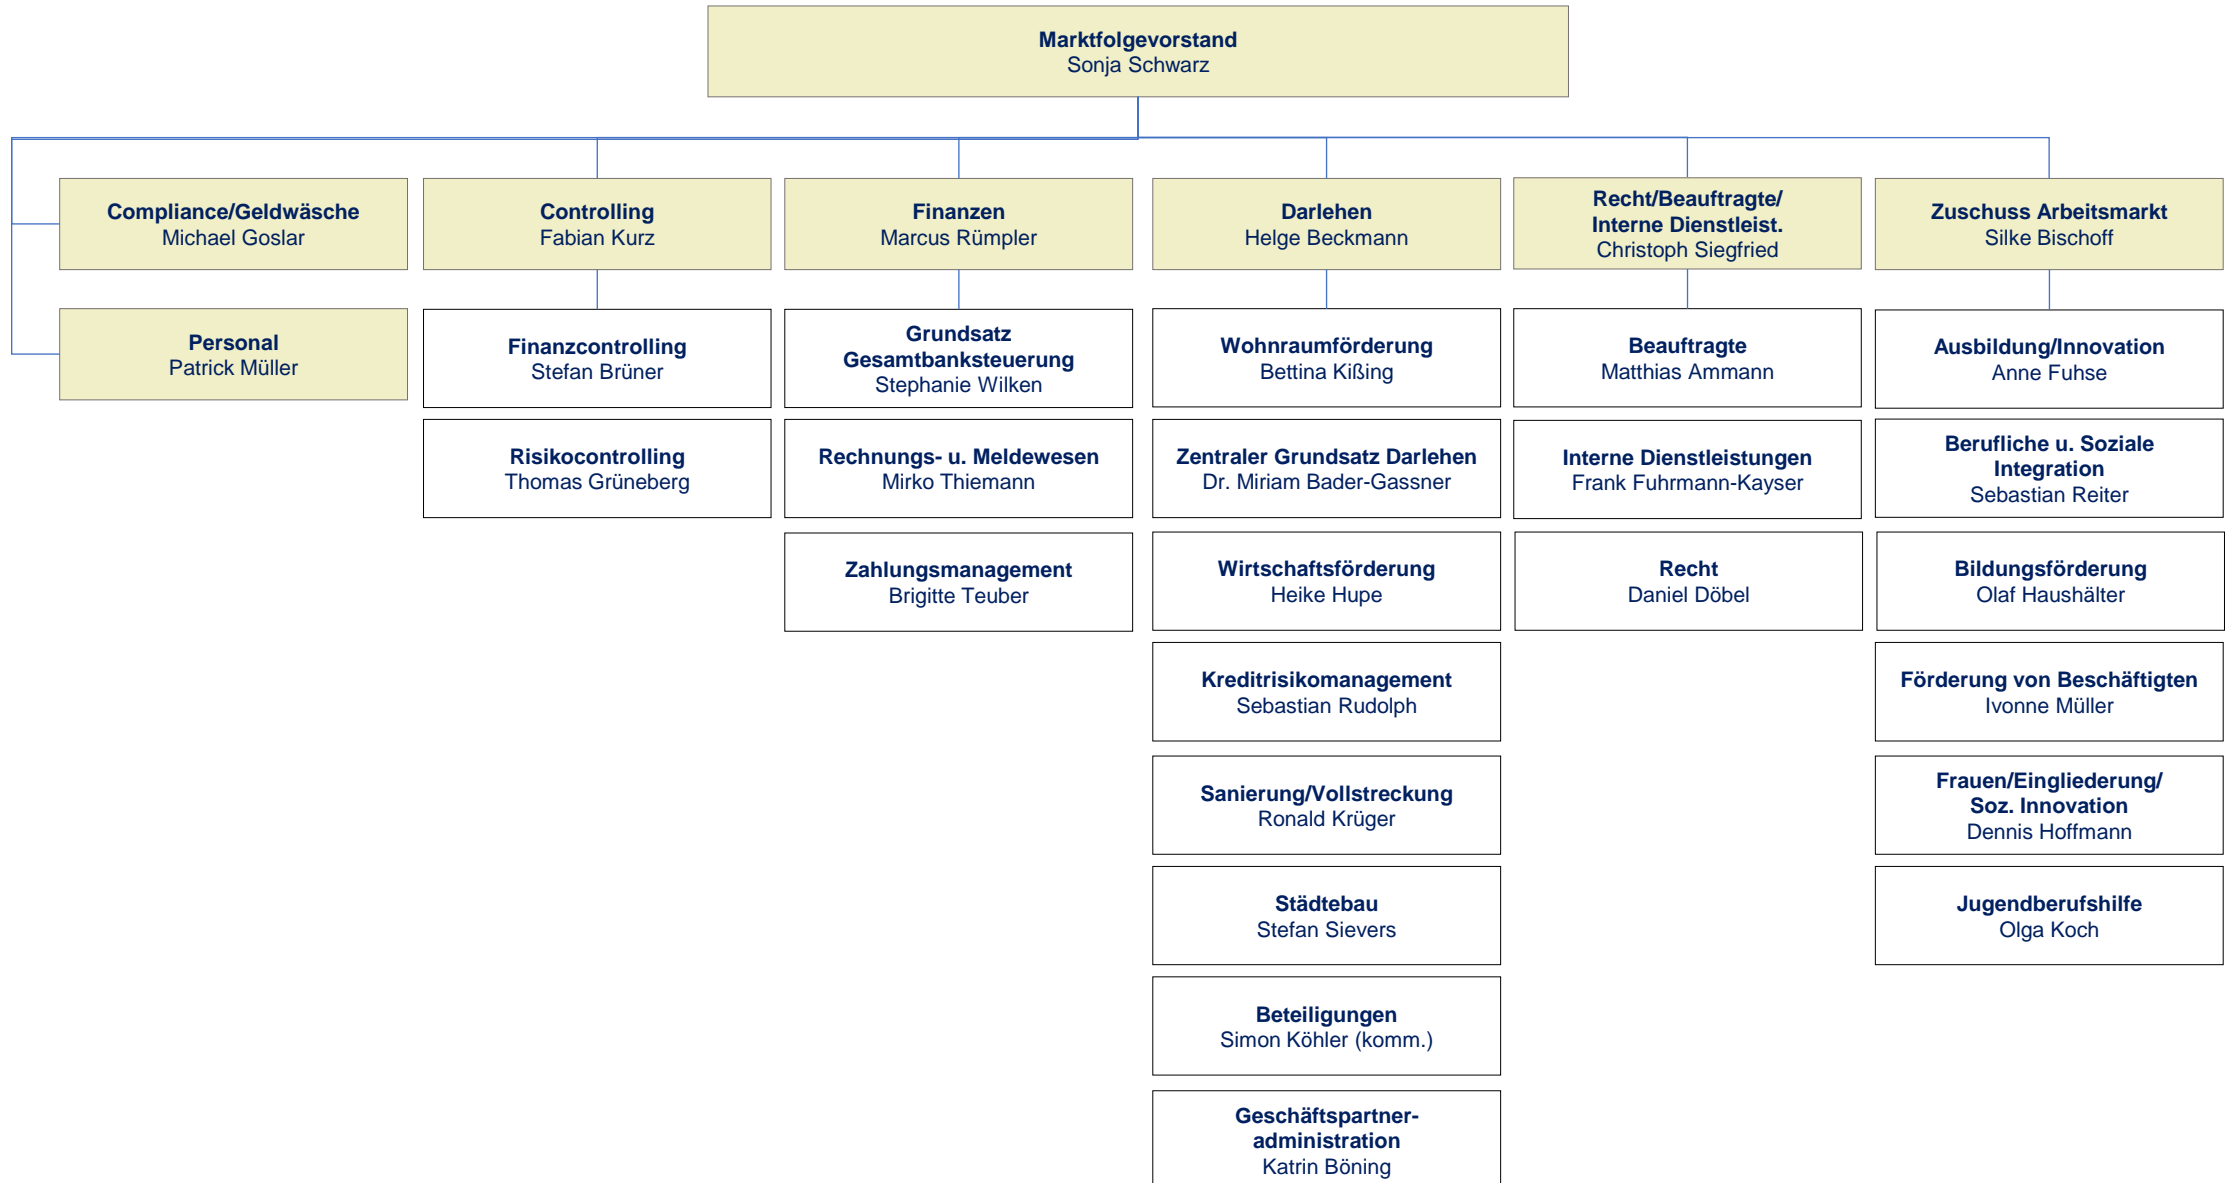 Marktfolgevorstand
Sonja Schwarz
Compliance/Geldwäsche
Michael Goslar
Personal
Patrick Müller
Controlling
Fabian Kurz
Finanzcontrolling
Stefan Brüner
Risikocontrolling
Thomas Grüneberg
Finanzen
Marcus Rümpler
Grundsatz
Gesamtbanksteuerung
Stephanie Wilken
Rechnungs- u. Meldewesen
Mirko Thiemann
Zahlungsmanagement
Brigitte Teuber
Darlehen
Helge Beckmann
Wohnraumförderung
Bettina Kißing
Zentraler Grundsatz Darlehen
Dr. Miriam Bader-Gassner
Wirtschaftsförderung
Heike Hupe
Kreditrisikomanagement
Sebastian Rudolph
Sanierung/Vollstreckung
Ronald Krüger
Städtebau
Stefan Sievers
Beteiligungen
Simon Köhler (komm.)
Geschäftspartner-
administration
Katrin Böning
Recht/Beauftragte/
Interne Dienstleist.
Christoph Siegfried
Beauftragte
Matthias Ammann
Interne Dienstleistungen
Frank Fuhrmann-Kayser
Recht
Daniel Döbel
Zuschuss Arbeitsmarkt
Silke Bischoff
Ausbildung/Innovation
Anne Fuhse
Berufliche u. Soziale
Integration
Sebastian Reiter
Bildungsförderung
Olaf Haushälter
Förderung von Beschäftigten
Ivonne Müller
Frauen/Eingliederung/
Soz. Innovation
Dennis Hoffmann
Jugendberufshilfe
Olga Koch